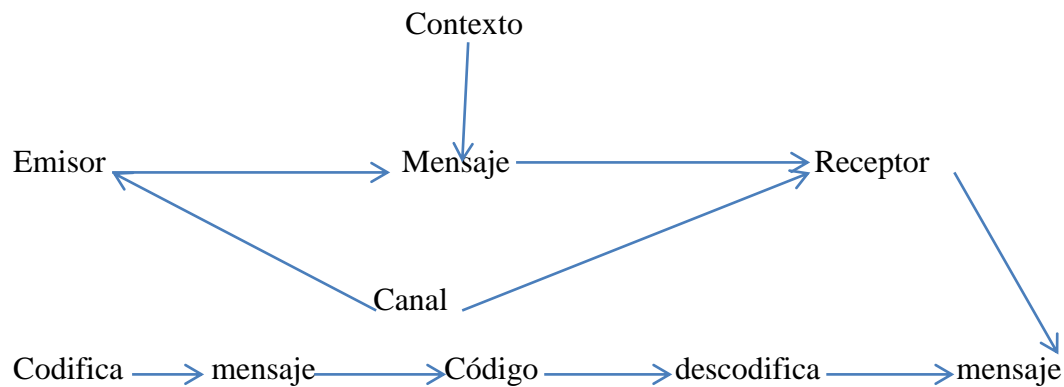 Contexto
Emisor Mensaje Receptor
Canal
Codifica mensaje Código descodifica mensaje